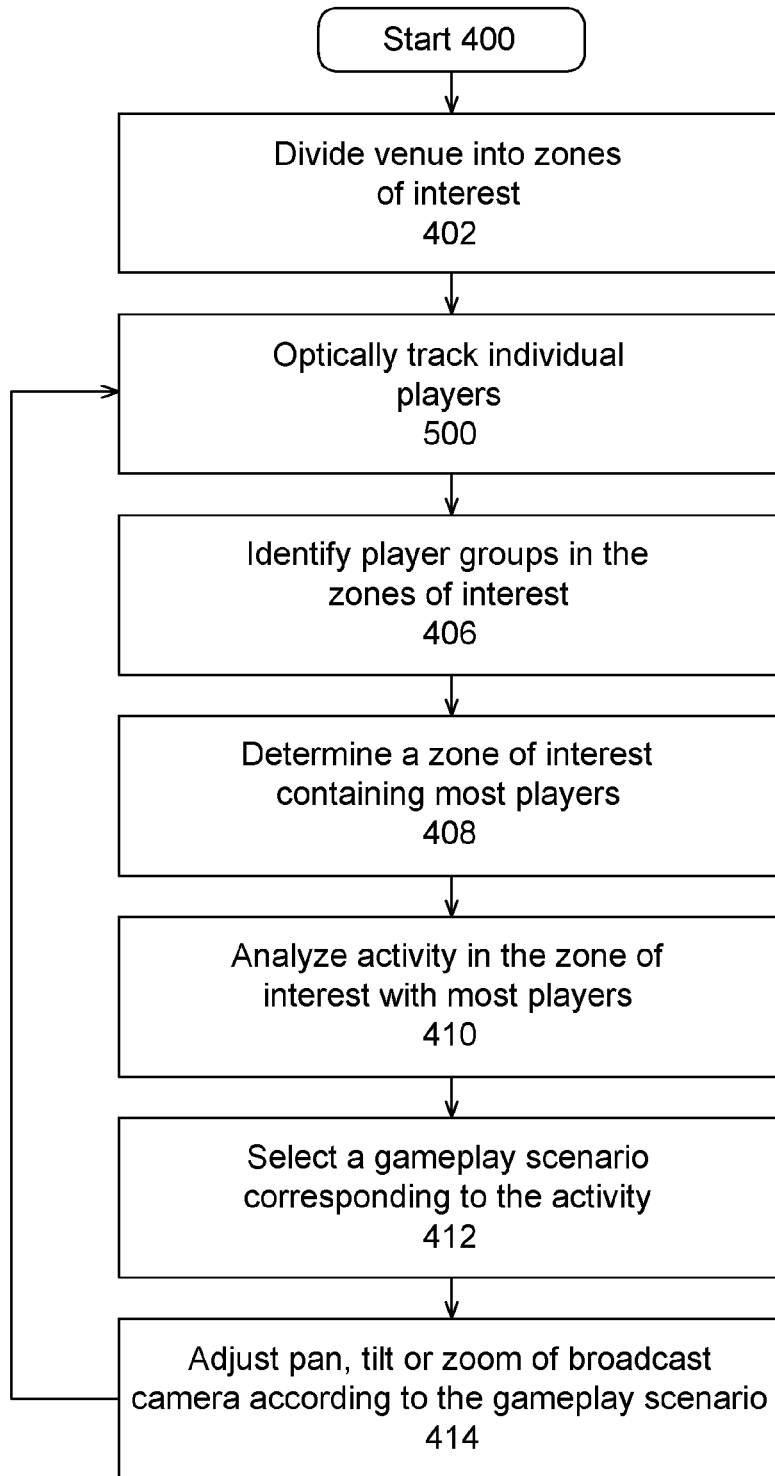 Start 400
Divide venue into zones
of interest
402
Optically track individual
players
500
Identify player groups in the
zones of interest
406
Determine a zone of interest
containing most players
408
Analyze activity in the zone of
interest with most players
410
Select a gameplay scenario
corresponding to the activity
412
Adjust pan, tilt or zoom of broadcast
camera according to the gameplay scenario
414